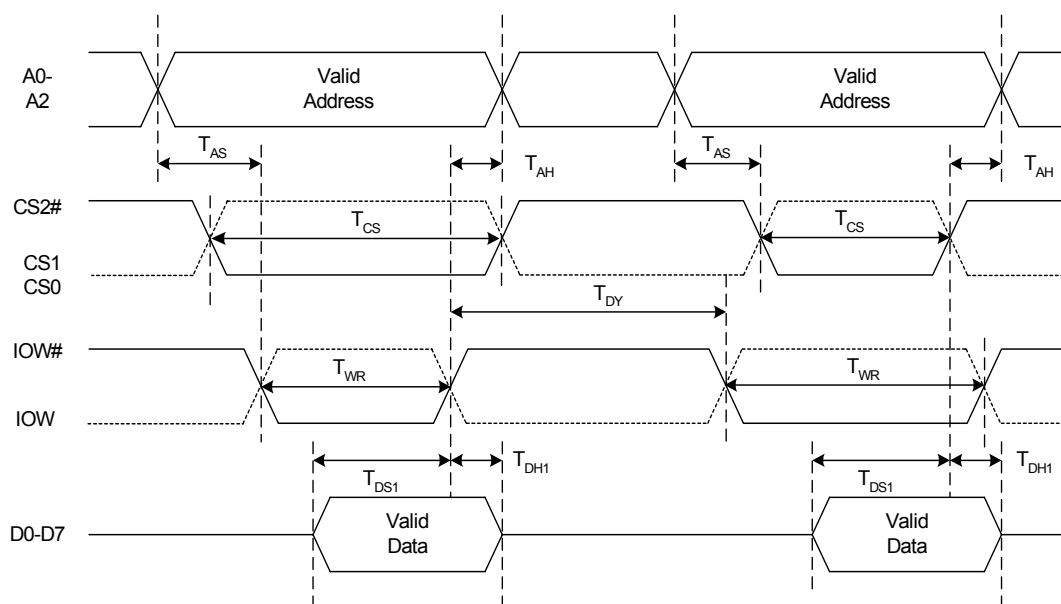 A0-
A2
Valid
Address
Valid
Address
TAS
TAH
TAS
TAH
CS2#
CS1
CS0
TCS
TCS
TDY
IOW#
IOW
TWR
TWR
TDS1
TDH1
TDS1
TDH1
D0-D7
Valid
Data
Valid
Data